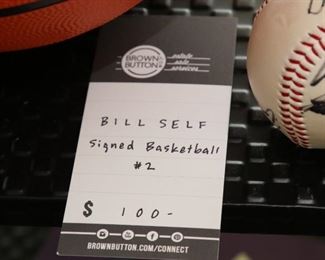 BROWN
BUTTON
estate
sale
services
BILL SELF
Signed Basketball
#2
$ 100-
BROWNBUTTON.COM/CONNECT